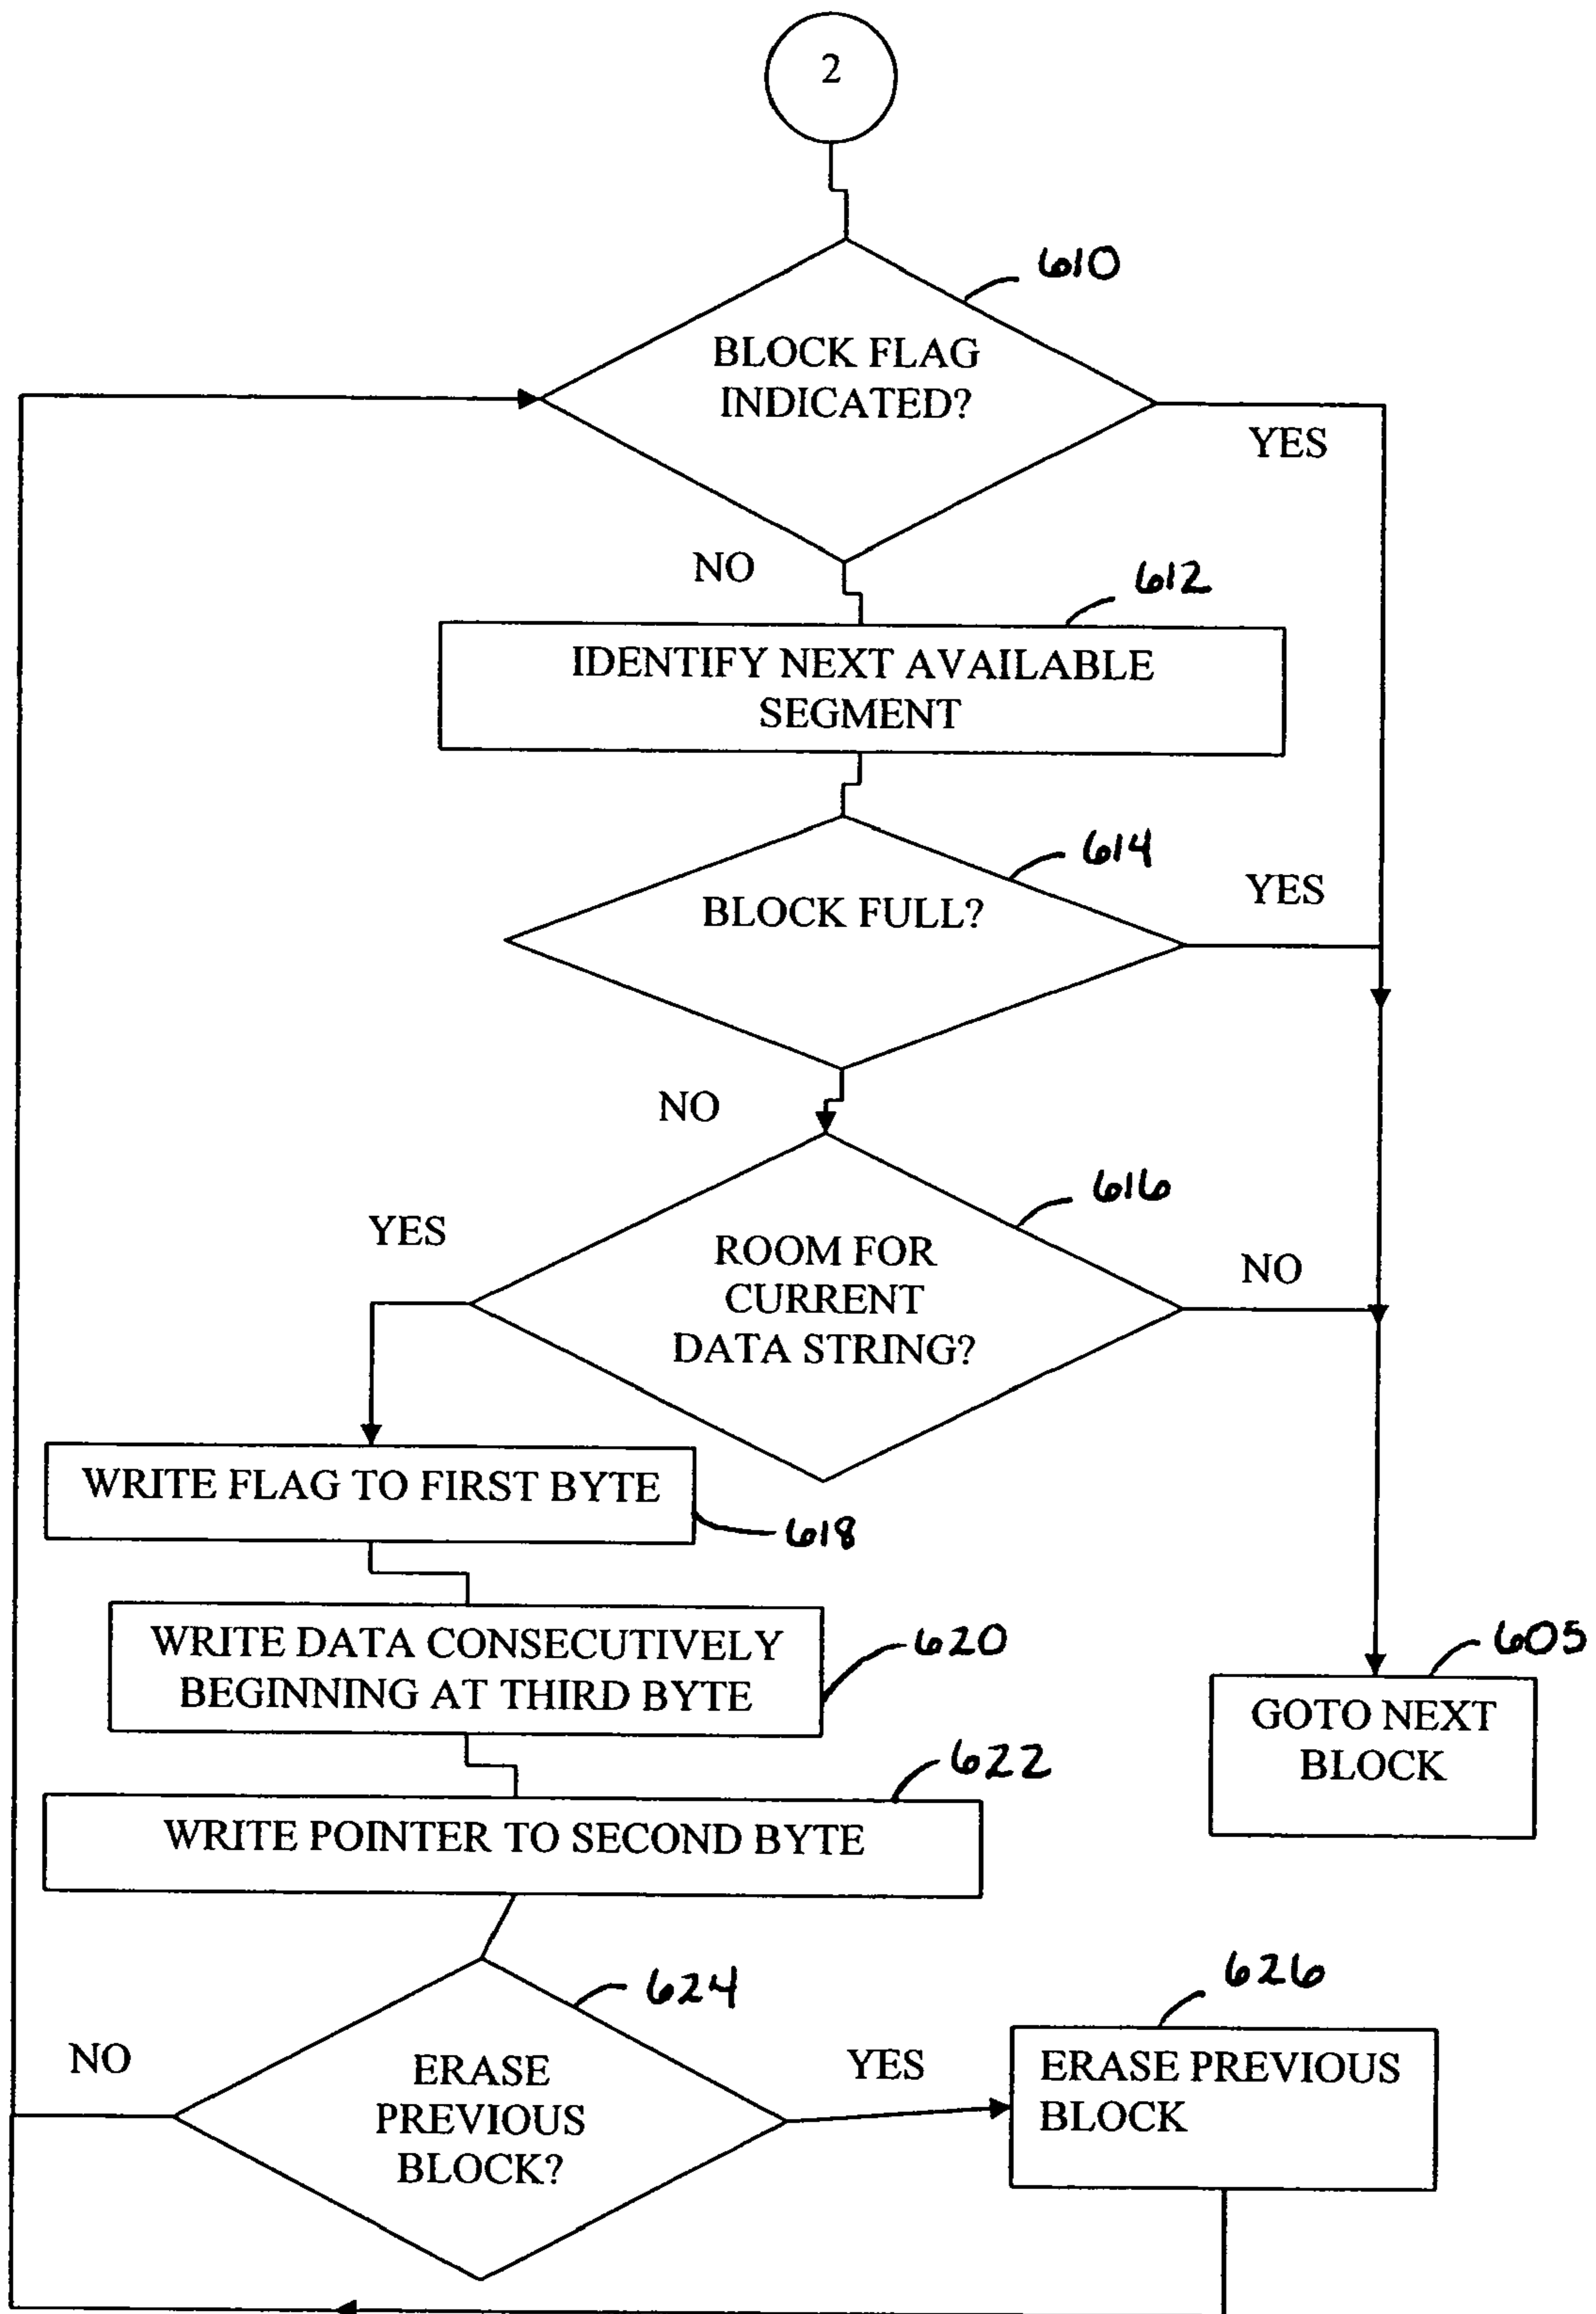 2
610
BLOCK FLAG
INDICATED?
YES
NO
612
IDENTIFY NEXT AVAILABLE
SEGMENT
614
BLOCK FULL?
YES
NO
616
YES
ROOM FOR
CURRENT
DATA STRING?
NO
WRITE FLAG TO FIRST BYTE
618
WRITE DATA CONSECUTIVELY
BEGINNING AT THIRD BYTE
620
605
GOTO NEXT
BLOCK
622
WRITE POINTER TO SECOND BYTE
624
626
NO
ERASE
PREVIOUS
BLOCK?
YES
ERASE PREVIOUS
BLOCK